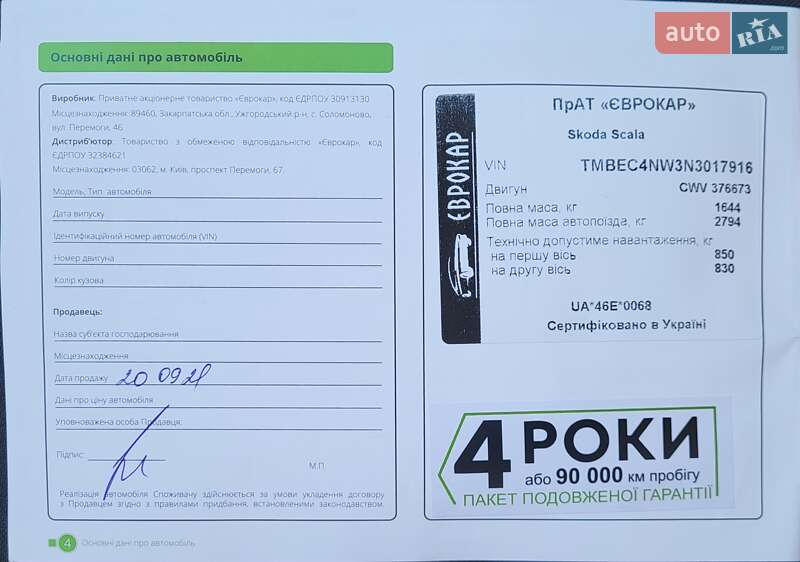 auto RIA.com
Основні дані про автомобіль
Виробник: Приватне акціонерне товариство «Єврокар», код ЄДРПОУ 30913130
Місцезнаходження: 89460, Закарпатська обл., Ужгородський р-н, с. Соломоново,
вул. Перемоги, 46
Дистриб'ютор: Товариство з обмеженою відповідальністю «Єврокар», код
ЄДРПОУ 32384621
Місцезнаходження: 03062, м. Київ, проспект Перемоги, 67.
Модель, Тип автомобіля
Дата випуску
Ідентифікаційний номер автомобіля (VIN)
Номер двигуна
Колір кузова
Продавець:
Назва суб'єкта господарювання
Місцезнаходження
Дата продажу 20 09 21
Дані про ціну автомобіля
Уповноважена особа Продавця:
Підпис:
М.П.
Реалізація автомобіля Споживачу здійснюється за умови укладення договору
з Продавцем згідно з правилами придбання, встановленими законодавством.
4 Основні дані про автомобіль
ЄВРОКАР
ПрАТ «ЄВРОКАР»
Skoda Scala
VIN TMBEC4NW3N3017916
Двигун CWV 376673
Повна маса, кг 1644
Повна маса автопоїзда, кг 2794
Технічно допустиме навантаження, кг
на першу вісь 850
на другу вісь 830
UA*46E*0068
Сертифіковано в Україні
4 РОКИ
або 90 000 км пробігу
ПАКЕТ ПОДОВЖЕНОЇ ГАРАНТІЇ